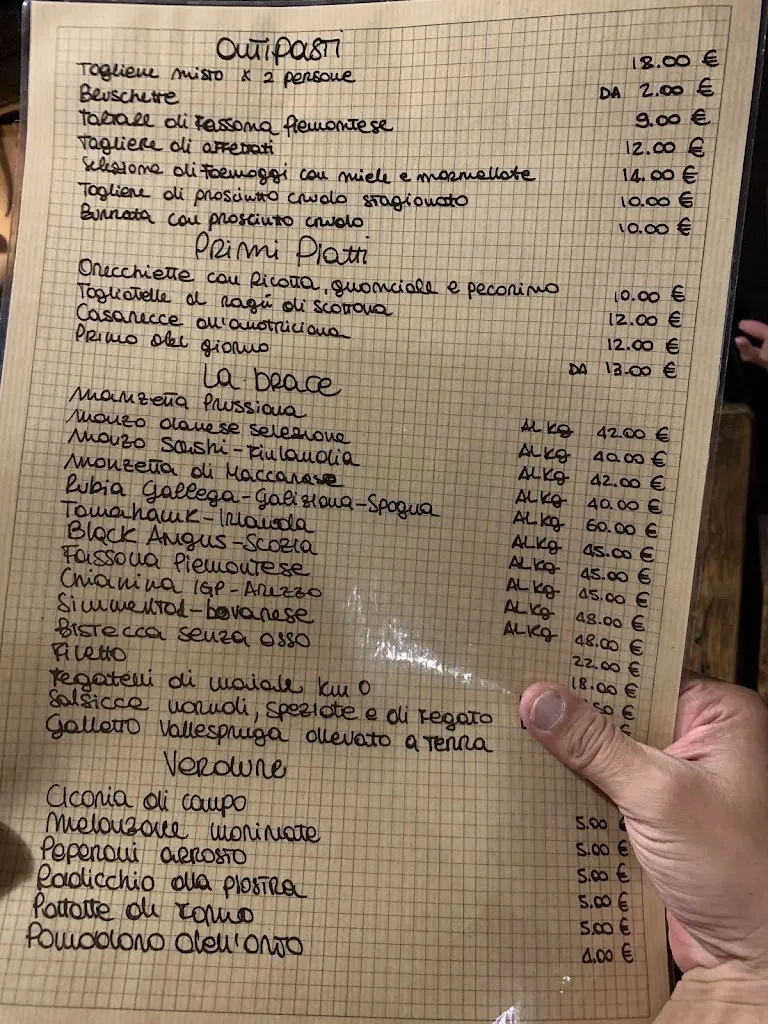 Antipasti
Tagliere misto x 2 persone 18.00 €
Bruschette DA 2.00 €
Tartare di Fassona Piemontese 9.00 €
Tagliere di affettati 12.00 €
Selezione di Formaggi con miele e marmellate 14.00 €
Tagliere di prosciutto crudo stagionato 10.00 €
Burrata con prosciutto crudo 10.00 €
Primi Piatti
Orecchiette con Ricotta, guanciale e pecorino 10.00 €
Tagliatelle al ragù di scottona 12.00 €
Casarecce all'amatriciana 12.00 €
Primo del giorno DA 13.00 €
La brace
Manzetta Prussiana AL KG 42.00 €
Manzo danese selezione AL KG 40.00 €
Manzo Sashi-Finlandia AL KG 42.00 €
Manzetta di Maccarese AL KG 40.00 €
Rubia Gallega-Galiziana-Spagna AL KG 60.00 €
Tomahawk-Irlanda AL KG 45.00 €
Black Angus-Scozia AL KG 45.00 €
Fassona Piemontese AL KG 45.00 €
Chianina IGP-Arezzo AL KG 48.00 €
Simmental-bavarese AL KG 48.00 €
Bistecca senza osso 22.00 €
Filetto 18.00 €
Fegatelli di maiale km 0 50 €
Salsicce normali, speziate e di fegato €
Galletto Vallespluga allevato a terra
Verdure
Cicoria di campo 5.00 €
Melanzane marinate 5.00 €
Peperoni arrosto 5.00 €
Radicchio alla piastra 5.00 €
Patate al forno 5.00 €
Pomodoro dell'orto 4.00 €